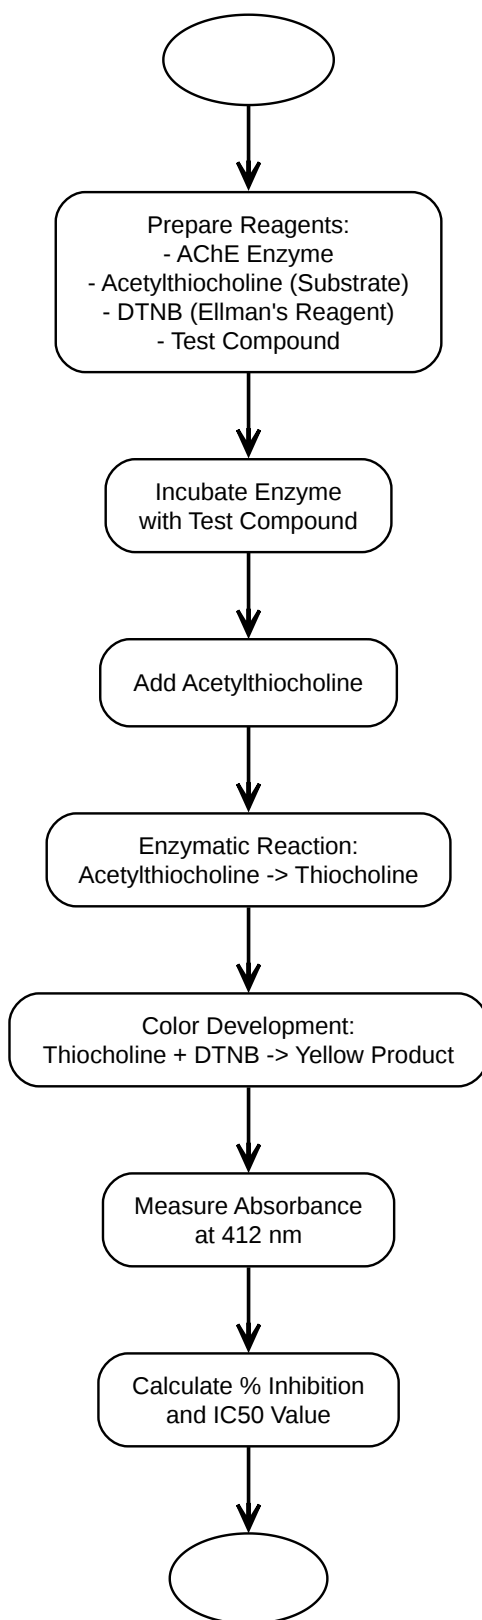 Prepare Reagents:
- AChE Enzyme
- Acetylthiocholine (Substrate)
- DTNB (Ellman's Reagent)
- Test Compound
Incubate Enzyme
with Test Compound
Add Acetylthiocholine
Enzymatic Reaction:
Acetylthiocholine -> Thiocholine
Color Development:
Thiocholine + DTNB -> Yellow Product
Measure Absorbance
at 412 nm
Calculate % Inhibition
and IC50 Value